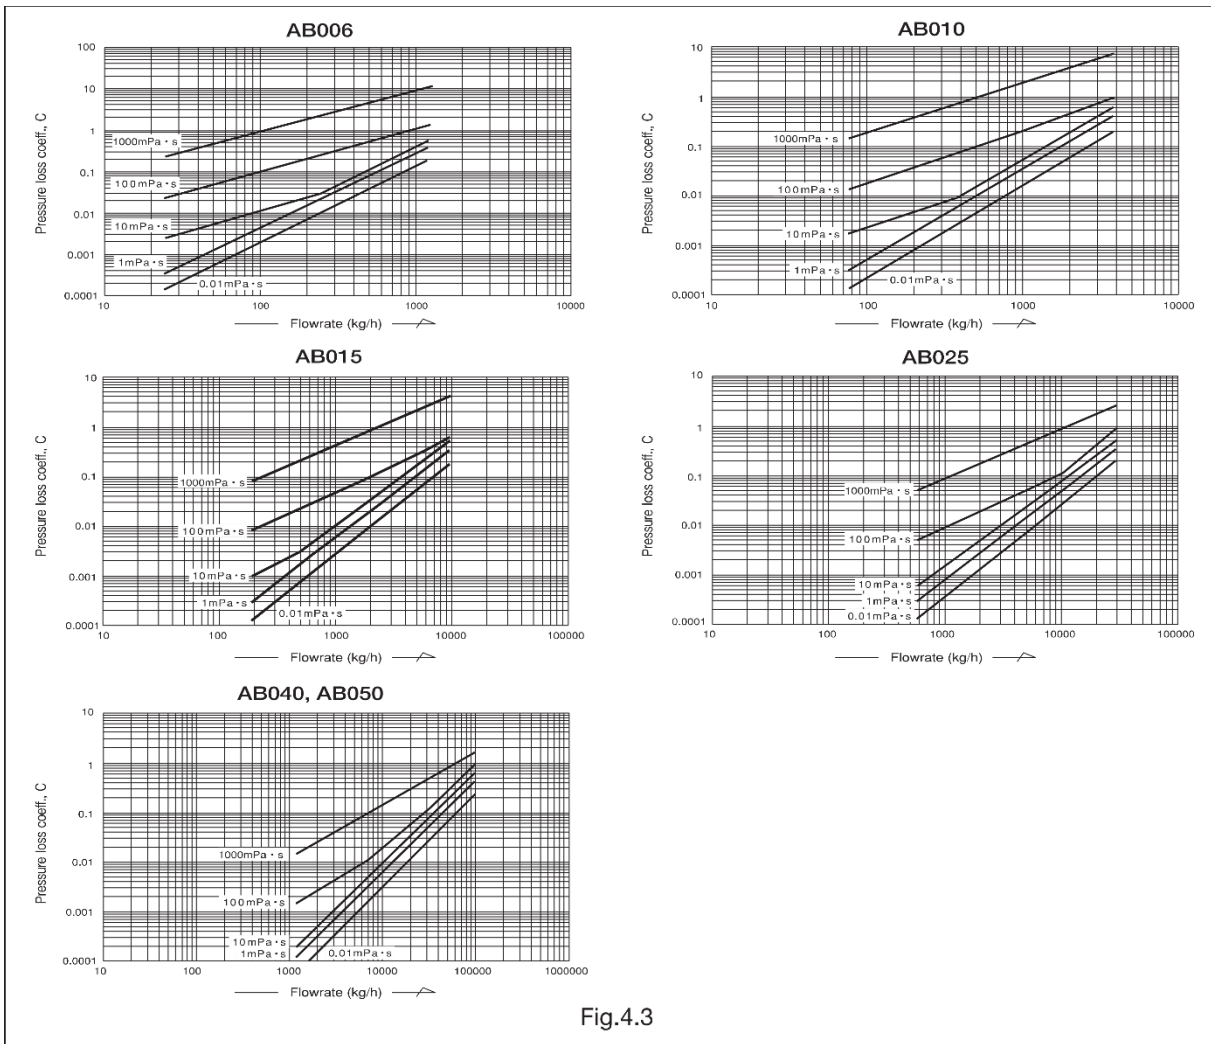 AB006
Pressure loss coeff., C
100
10
1
0.1
0.01
0.001
0.0001
1000mPa・s
100mPa・s
10mPa・s
1mPa・s
0.01mPa・s
10
100
1000
10000
Flowrate (kg/h)
AB010
Pressure loss coeff., C
10
1
0.1
0.01
0.001
0.0001
1000mPa・s
100mPa・s
10mPa・s
1mPa・s
0.01mPa・s
10
100
1000
10000
Flowrate (kg/h)
AB015
Pressure loss coeff., C
10
1
0.1
0.01
0.001
0.0001
1000mPa・s
100mPa・s
10mPa・s
1mPa・s
0.01mPa・s
10
100
1000
10000
100000
Flowrate (kg/h)
AB025
Pressure loss coeff., C
10
1
0.1
0.01
0.001
0.0001
1000mPa・s
100mPa・s
10mPa・s
1mPa・s
0.01mPa・s
10
100
1000
10000
100000
Flowrate (kg/h)
AB040, AB050
Pressure loss coeff., C
10
1
0.1
0.01
0.001
0.0001
1000mPa・s
100mPa・s
10mPa・s
1mPa・s
0.01mPa・s
10
100
1000
10000
100000
1000000
Flowrate (kg/h)
Fig.4.3